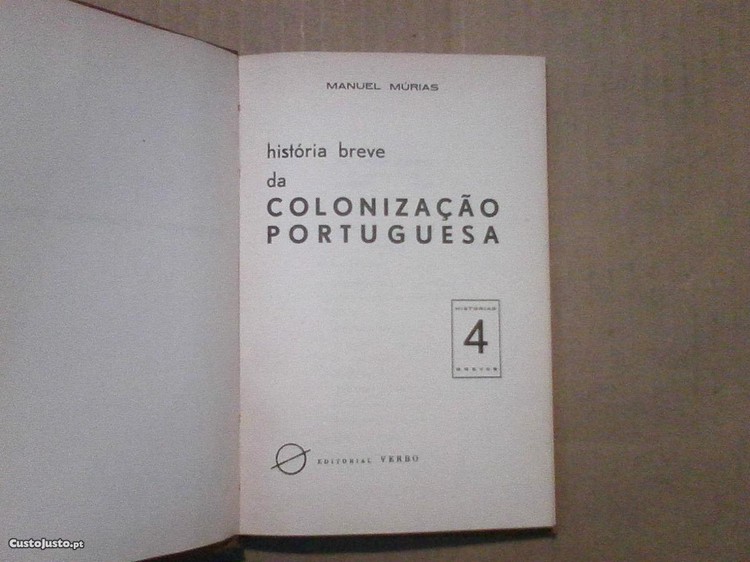 MANUEL MÚRIAS
história breve
da
COLONIZAÇÃO
PORTUGUESA
HISTÓRIAS
4
BREVES
EDITORIAL VERBO
CustoJusto.pt